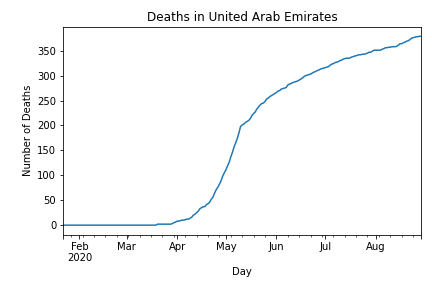 Deaths in United Arab Emirates
Number of Deaths
350
300
250
200
150
100
50
0
Feb Mar Apr May Jun Jul Aug
2020
Day